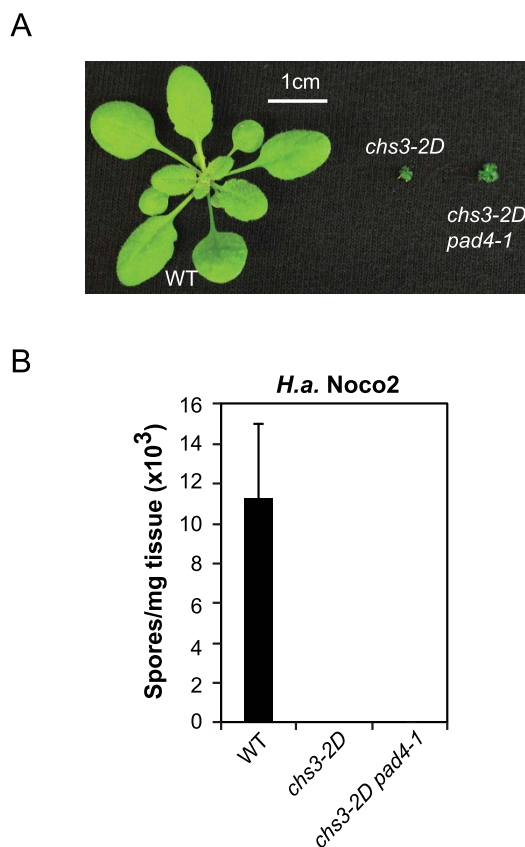 A
1cm
chs3-2D
chs3-2D
pad4-1
WT
B
H.a. Noco2
Spores/mg tissue (x10³)
16
14
12
10
8
6
4
2
0
WT
chs3-2D
chs3-2D pad4-1